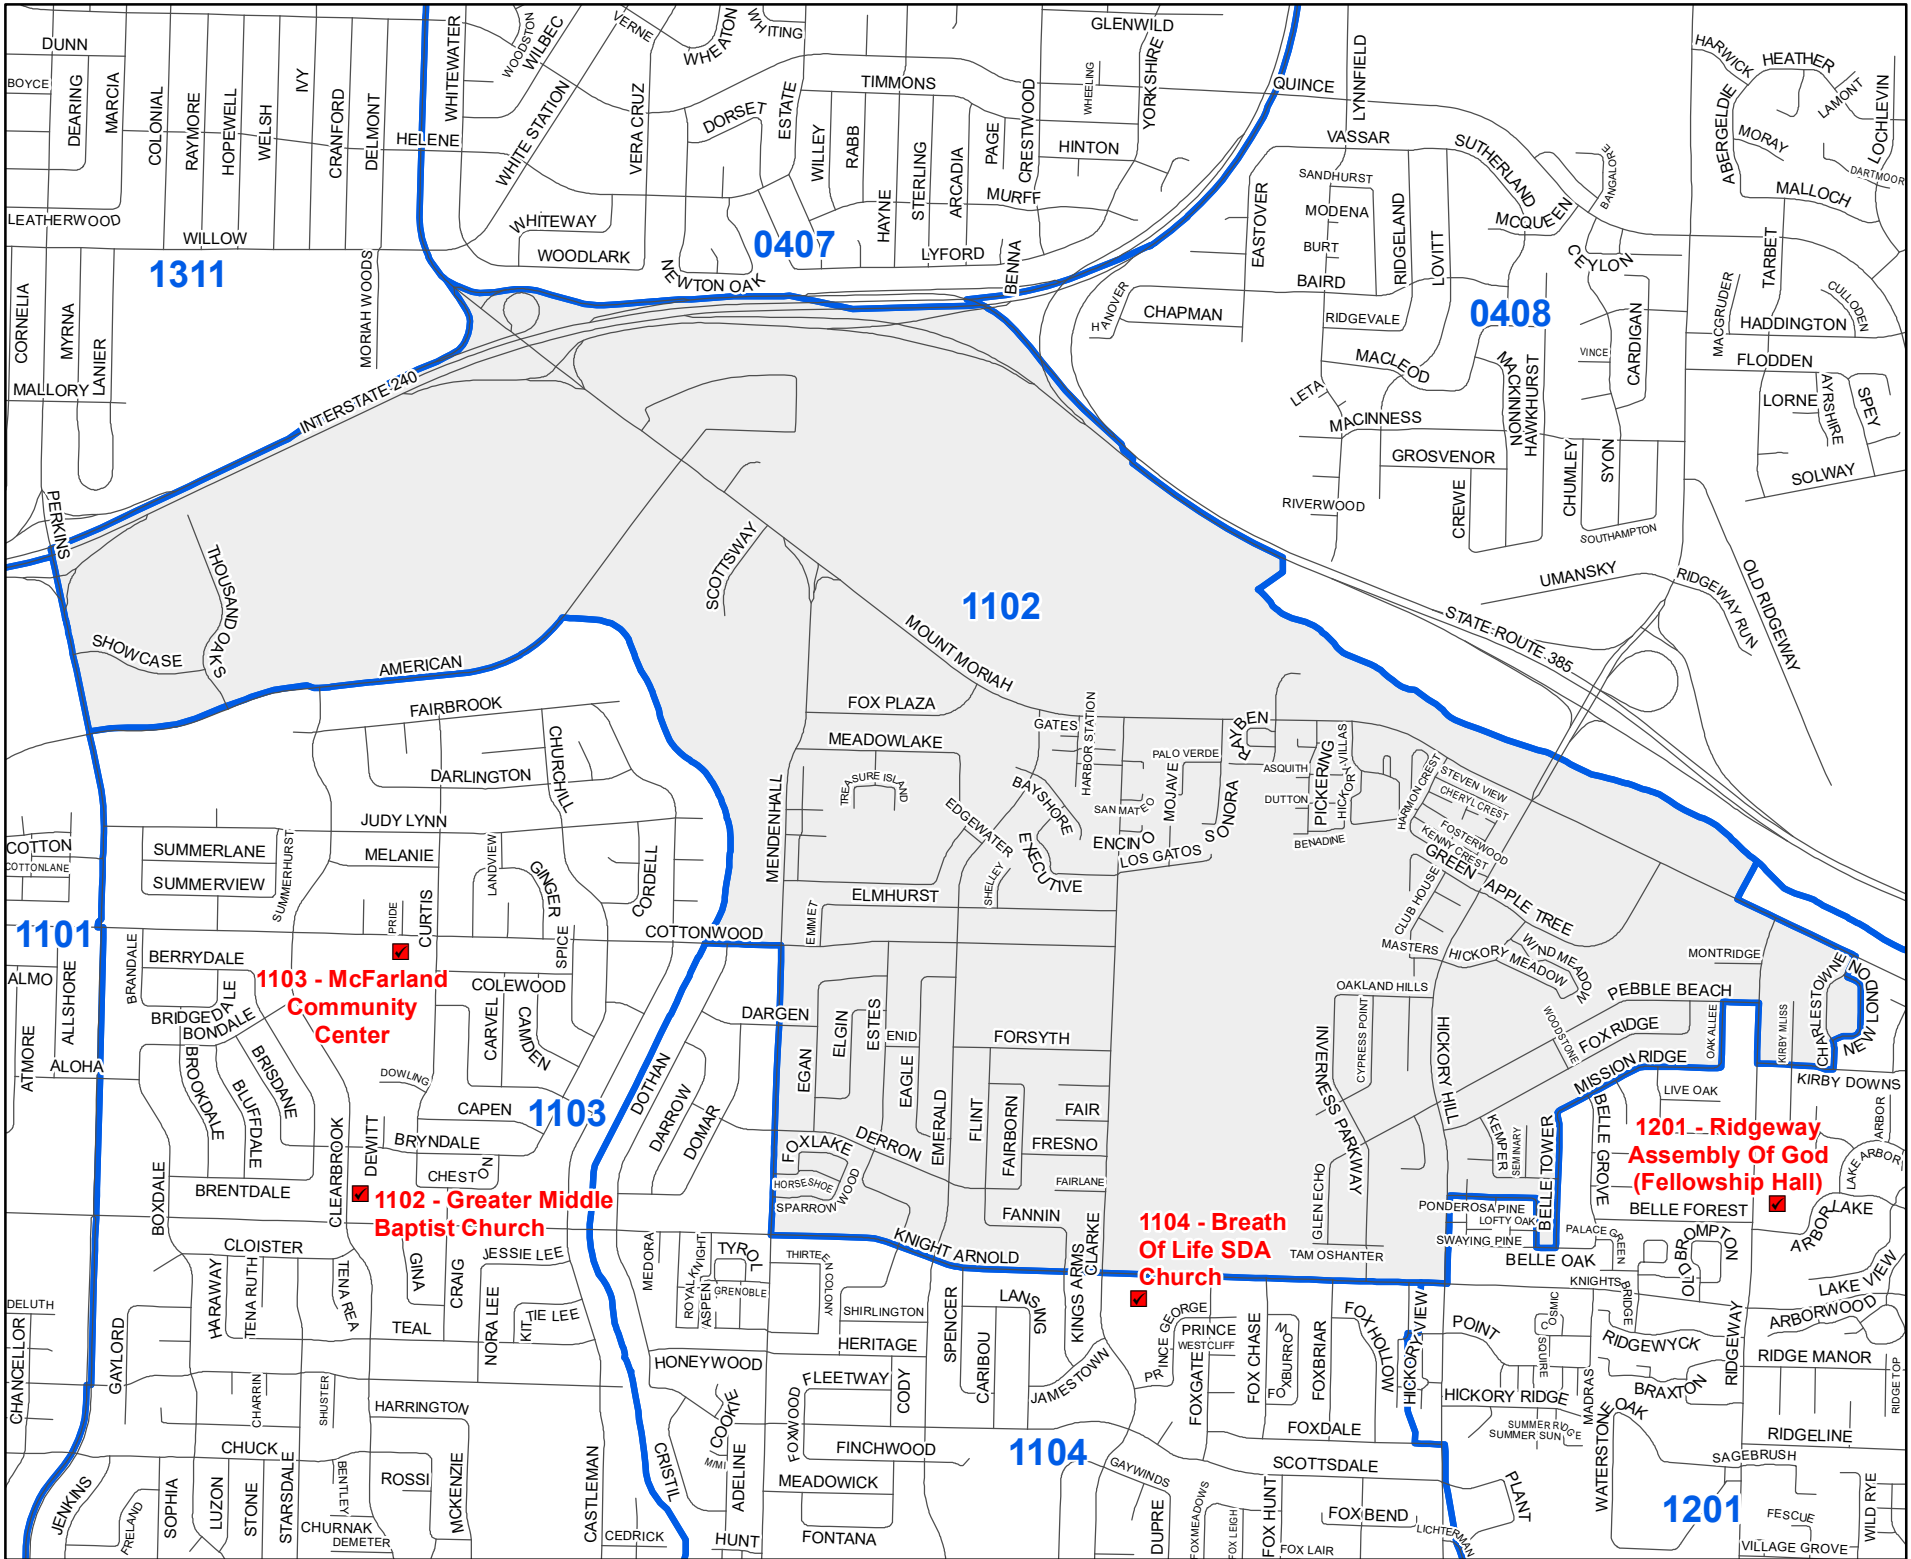 DUNN
BOYCE
DEARING
MARCIA
COLONIAL
RAYMORE
HOPEWELL
WELSH
IVY
CRANFORD
DELMONT
HELENE
WHITEWATER
WOODSTON
WILBEC
VERNE
WHEATON
WHITING
WHITE STATION
VERA CRUZ
DORSET
ESTATE
TIMMONS
WILLEY
RABB
HAYNE
STERLING
ARCADIA
PAGE
CRESTWOOD
WHEELING
GLENWILD
YORKSHIRE
HINTON
MURFF
LYFORD
BENNA
WHITEWAY
WOODLARK
NEWTON OAK
0407
LEATHERWOOD
WILLOW
1311
MORIAH WOODS
CORNELIA
MYRNA
LANIER
MALLORY
INTERSTATE 240
PERKINS
QUINCE
LYNNFIELD
VASSAR
SUTHERLAND
MCQUEEN
BANGALORE
SANDHURST
MODENA
BURT
BAIRD
EASTOVER
RIDGELAND
LOVITT
CEYLON
HANOVER
CHAPMAN
RIDGEVALE
0408
MACLEOD
LETA
MACINNESS
MACKINNON
HAWKHURST
VINCE
CARDIGAN
GROSVENOR
CREWE
CHUMLEY
SYON
RIVERWOOD
SOUTHAMPTON
HARWICK
HEATHER
LAMONT
LOCHLEVIN
ABERGELDIE
MORAY
DARTMOOR
MALLOCH
TARBET
MACGRUDER
CULLODEN
HADDINGTON
FLODDEN
LORNE
AYRSHIRE
SPEY
SOLWAY
UMANSKY
RIDGEWAY RUN
OLD RIDGEWAY
STATE ROUTE 385
THOUSAND OAKS
SHOWCASE
AMERICAN
SCOTTSWAY
1102
MOUNT MORIAH
FOX PLAZA
MEADOWLAKE
TREASURE ISLAND
MENDENHALL
EDGEWATER
BAYSHORE
GATES
HARBOR STATION
PALO VERDE
RAYBEN
SAN MATEO
MOJAVE
SONORA
ENCINO
LOS GATOS
EXECUTIVE
SHELLEY
ELMHURST
EMMET
ASQUITH
DUTTON
PICKERING
HICKORY VILLAS
BENADINE
HARMON CREST
STEVEN VIEW
CHERYL CREST
FOSTERWOOD
KENNY CREST
GREEN APPLE TREE
CLUB HOUSE
MASTERS
HICKORY MEADOW
WIND MEADOW
FAIRBROOK
CHURCHILL
DARLINGTON
JUDY LYNN
COTTON
COTTONLANE
SUMMERLANE
SUMMERVIEW
SUMMERHURST
MELANIE
LANDVIEW
GINGER
CORDELL
PRIDE
CURTIS
SPICE
COTTONWOOD
1101
1103 - McFarland
Community
Center
BRANDALE
BERRYDALE
ALMO
ALLSHORE
ATMORE
ALOHA
BRIDGEDALE
BONDALE
BROOKDALE
BLUFFDALE
BRISDANE
COLEWOOD
CARVEL
CAMDEN
DOWLING
CAPEN
1103
DOTHAN
DARROW
DOMAR
DARGEN
ELGIN
ESTES
EGAN
ENID
EAGLE
FORSYTH
EMERALD
FLINT
FAIRBORN
FAIR
FRESNO
FAIRLANE
FANNIN
DERRON
FOXLAKE
HORSESHOE
SPARROWWOOD
KNIGHT ARNOLD
KINGS ARMS
CLARKE
OAKLAND HILLS
CYPRESS POINT
INVERNESS PARKWAY
HICKORY HILL
GLEN ECHO
TAM OSHANTER
MONTRIDGE
PEBBLE BEACH
WOODSTONE
FOX RIDGE
MISSION RIDGE
OAK ALLEE
KIRBY MLISS
CHARLESTOWNE
NEW LONDON
KIRBY DOWNS
LIVE OAK
KEMPER
SEMINARY
BELLE TOWER
BELLE GROVE
PONDEROSA PINE
LOFTY OAK
SWAYING PINE
PALACE GREEN
BELLE OAK
1201 - Ridgeway
Assembly Of God
(Fellowship Hall)
BELLE FOREST
ARBOR
LAKE ARBOR
ARBOR LAKE
LAKE VIEW
OLD BROMPTON
BOXDALE
BRENTDALE
CLEARBROOK
DEWITT
BRYNDALE
CHESTON
1102 - Greater Middle
Baptist Church
CLOISTER
HARAWAY
TENA RUTH
TENA REA
GINA
CRAIG
JESSIE LEE
NORA LEE
KIT
TIE LEE
TEAL
DELUTH
CHANCELLOR
GAYLORD
CHARRIN
SHUSTER
HARRINGTON
CHUCK
JENKINS
FRELAND
SOPHIA
LUZON
STONE
STARSDALE
BENTLEY
ROSSI
MCKENZIE
CHURNAK
DEMETER
CASTLEMAN
CEDRICK
CRISTIL
MEDORA
ROYAL KNIGHT
ASPEN
TYROL
GRENOBLE
THIRTEEN COLONY
SHIRLINGTON
HERITAGE
HONEYWOOD
FLEETWAY
COOKIE
MIMI
ADELINE
HUNT
FOXWOOD
FINCHWOOD
MEADOWICK
FONTANA
CODY
SPENCER
CARIBOU
LANSING
JAMESTOWN
1104
1104 - Breath
Of Life SDA
Church
PRINCE GEORGE
PRINCE
WESTCLIFF
FOXGATE
FOX CHASE
FOXBURROM
FOXBRIAR
FOX HOLLOW
HICKORY VIEW
FOXDALE
SCOTTSDALE
GAYWINDS
DUPRE
FOX MEADOWS
FOX LEIGH
FOX HUNT
FOX BEND
FOX LAIR
LICHTERMAN
PLANT
POINT
HICKORY RIDGE
SUMMER RIDGE
SUMMER SUN
COSMIC
SQUIRE
MADRAS
KNIGHTS BRIDGE
RIDGEWYCK
BRAXTON
WATERSTONE OAK
RIDGEWAY
ARBORWOOD
RIDGE MANOR
RIDGE TOP
RIDGELINE
SAGEBRUSH
1201
FESCUE
VILLAGE GROVE
WILD RYE